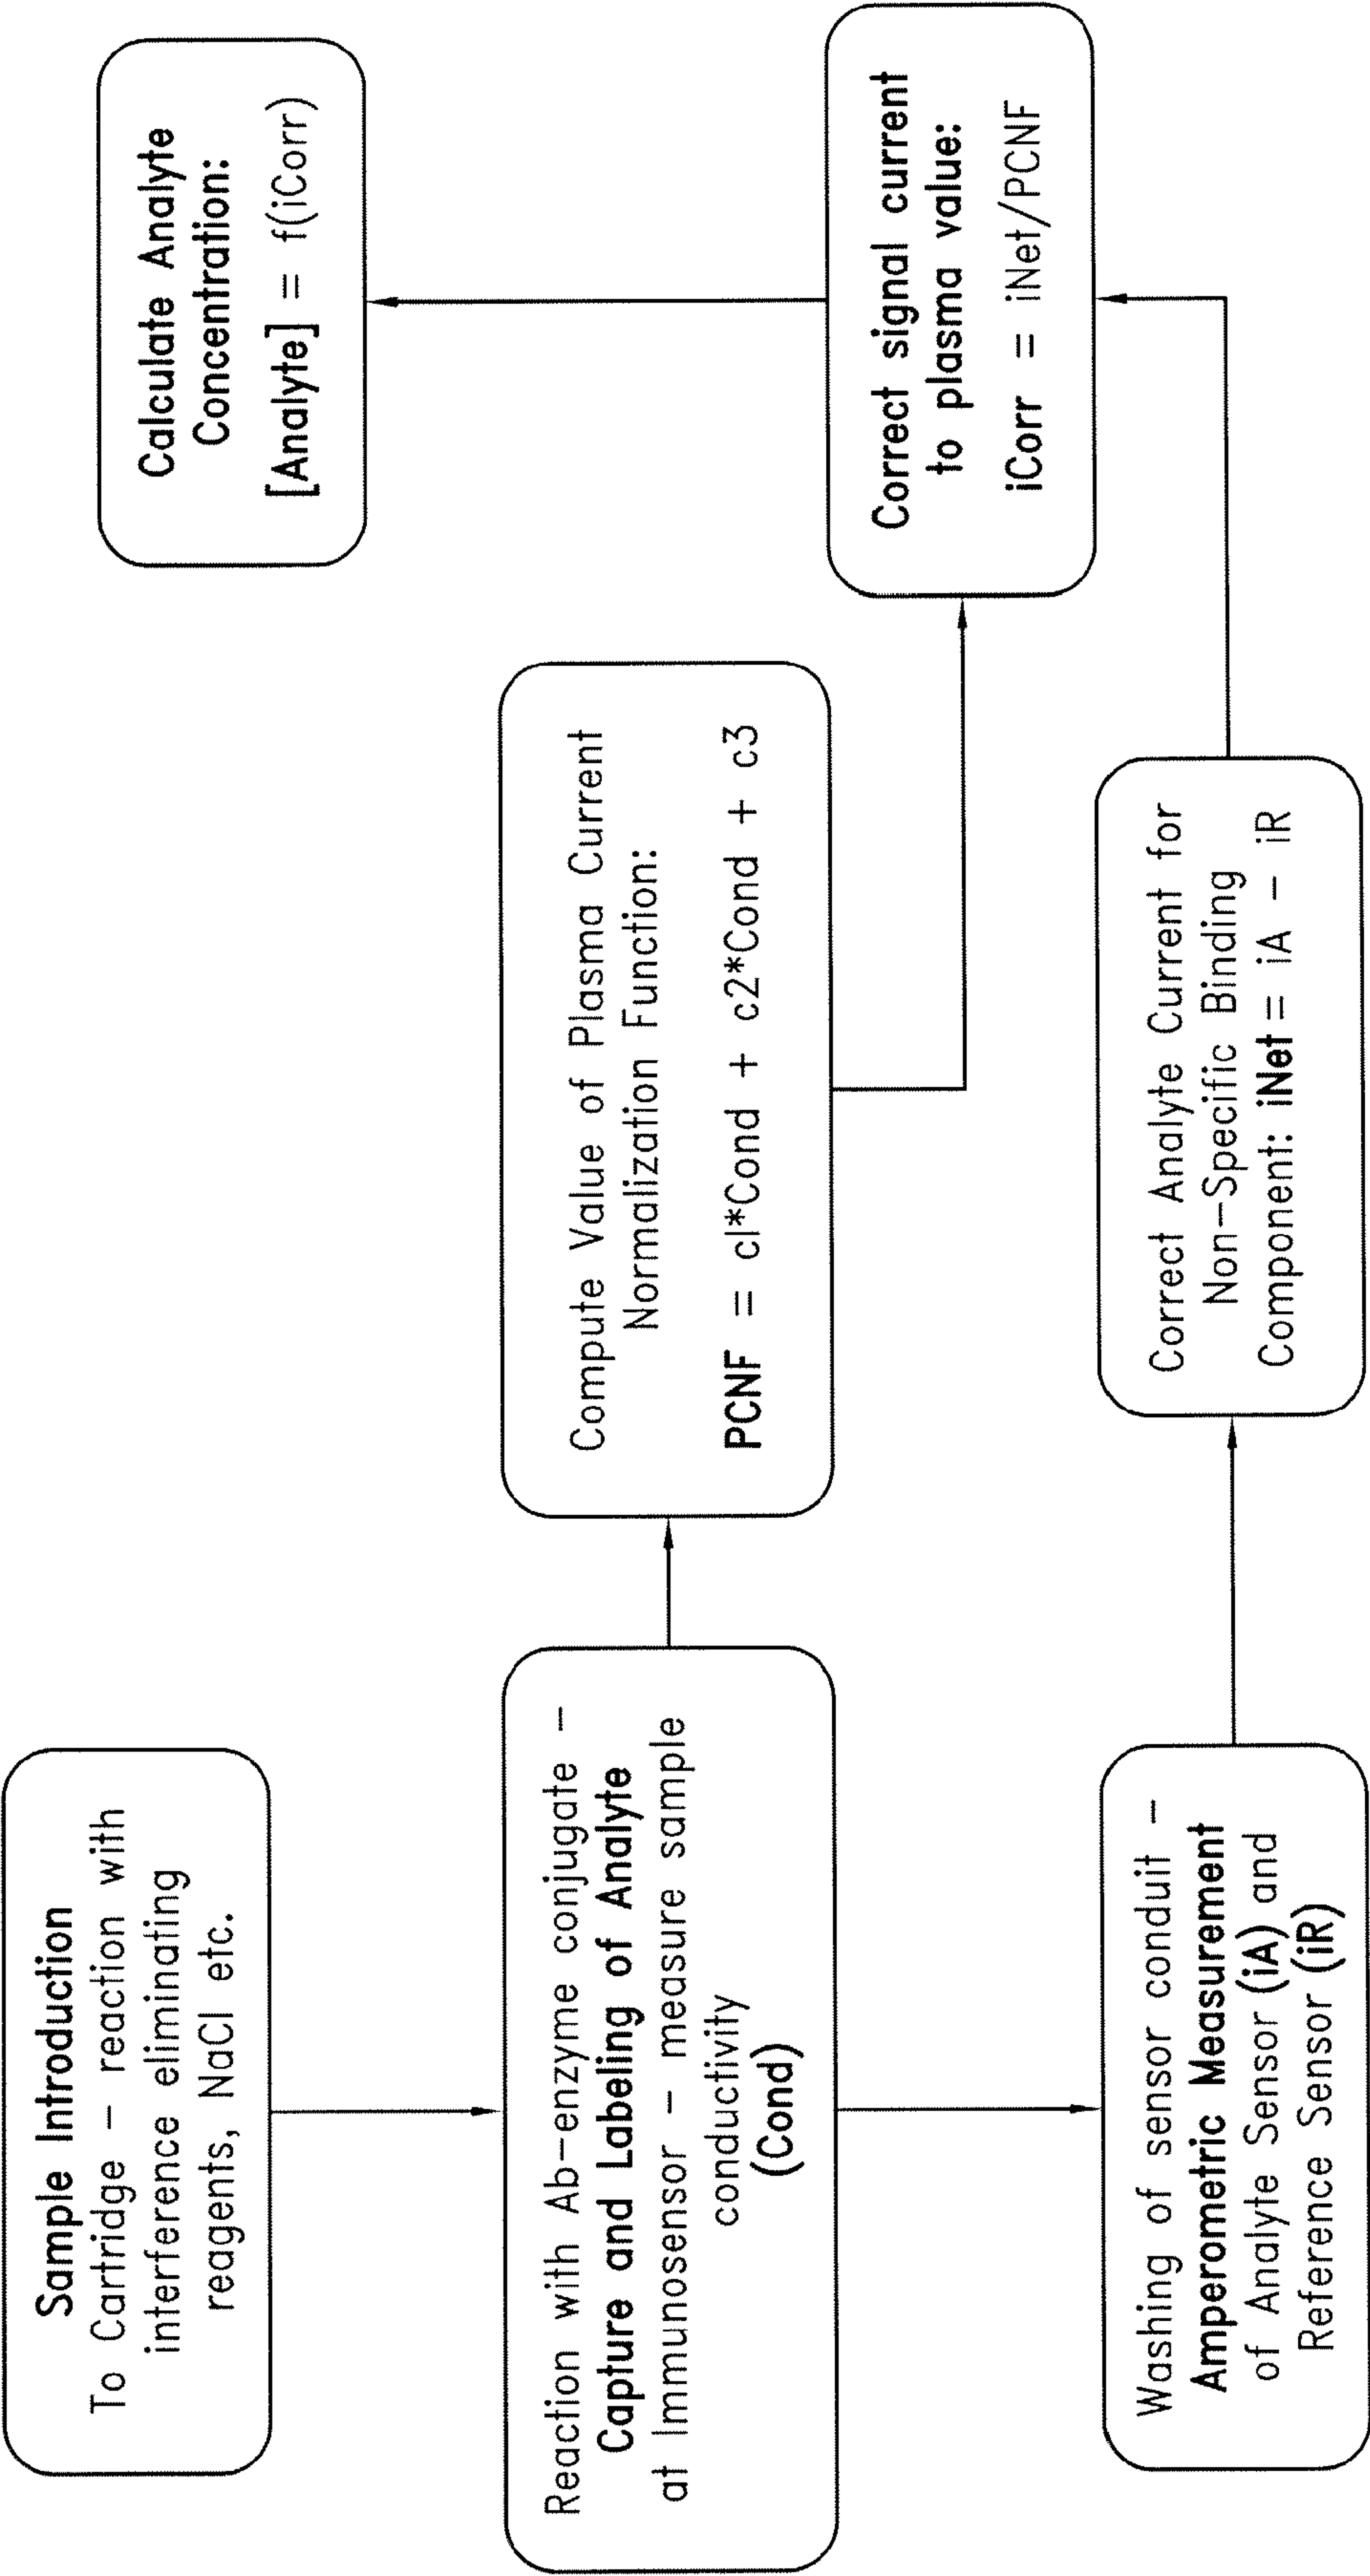 Sample Introduction
To Cartridge – reaction with
interference eliminating
reagents, NaCl etc.
Reaction with Ab–enzyme conjugate –
Capture and Labeling of Analyte
at Immunosensor – measure sample
conductivity
(Cond)
Washing of sensor conduit –
Amperometric Measurement
of Analyte Sensor (iA) and
Reference Sensor (iR)
Compute Value of Plasma Current
Normalization Function:
PCNF = cl*Cond + c2*Cond + c3
Correct Analyte Current for
Non–Specific Binding
Component: iNet = iA – iR
Correct signal current
to plasma value:
iCorr = iNet/PCNF
Calculate Analyte
Concentration:
[Analyte] = f(iCorr)